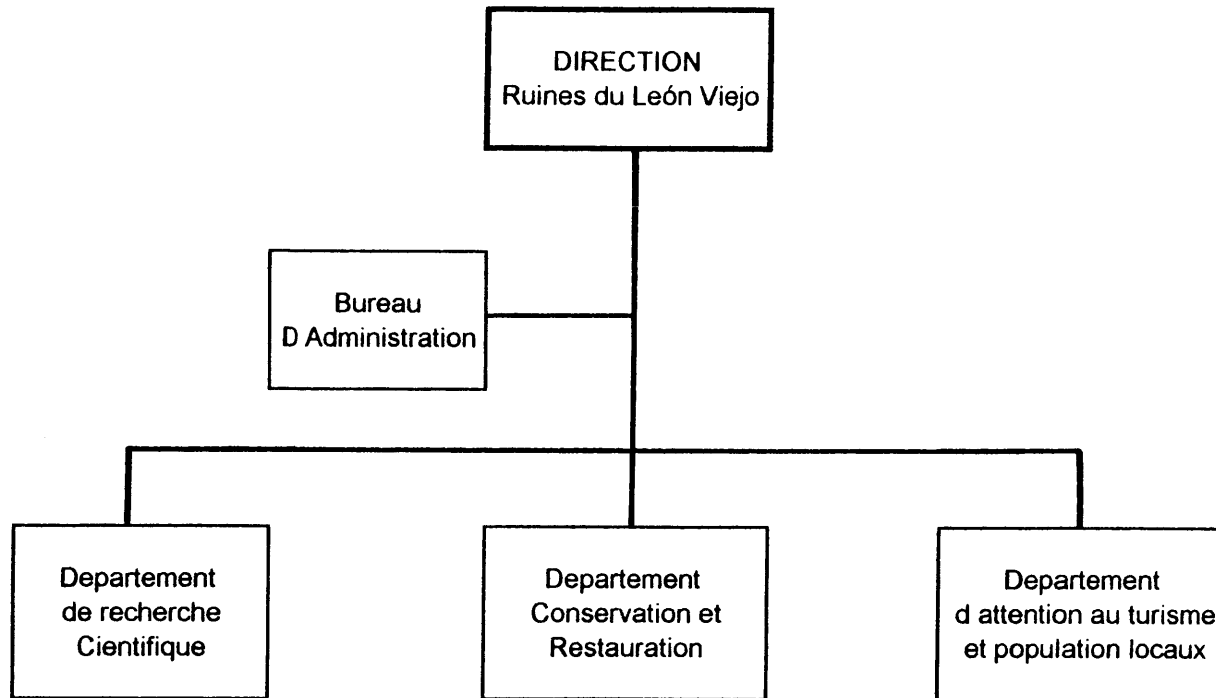 DIRECTION
Ruines du León Viejo
Bureau
D Administration
Departement
de recherche
Cientifique
Departement
Conservation et
Restauration
Departement
d attention au turisme
et population locaux